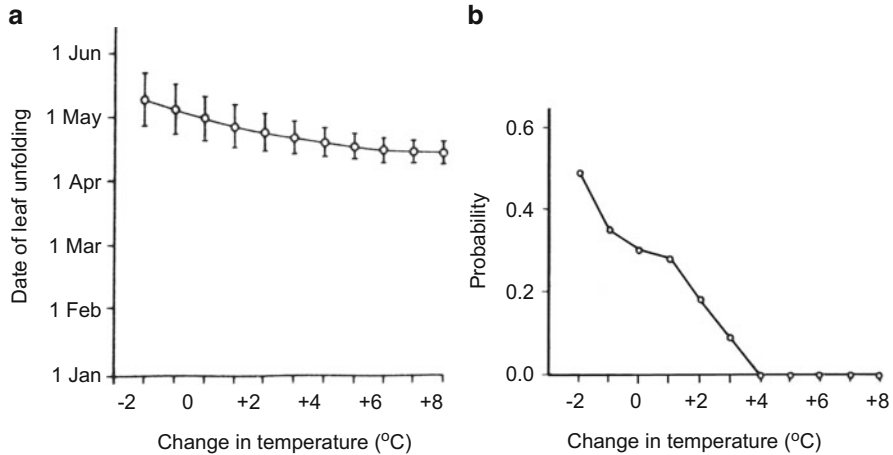 a
1 Jun
1 May
1 Apr
1 Mar
1 Feb
1 Jan
Date of leaf unfolding
-2 0 +2 +4 +6 +8
Change in temperature (oC)
b
0.6
0.4
0.2
0.0
Probability
-2 0 +2 +4 +6 +8
Change in temperature (oC)